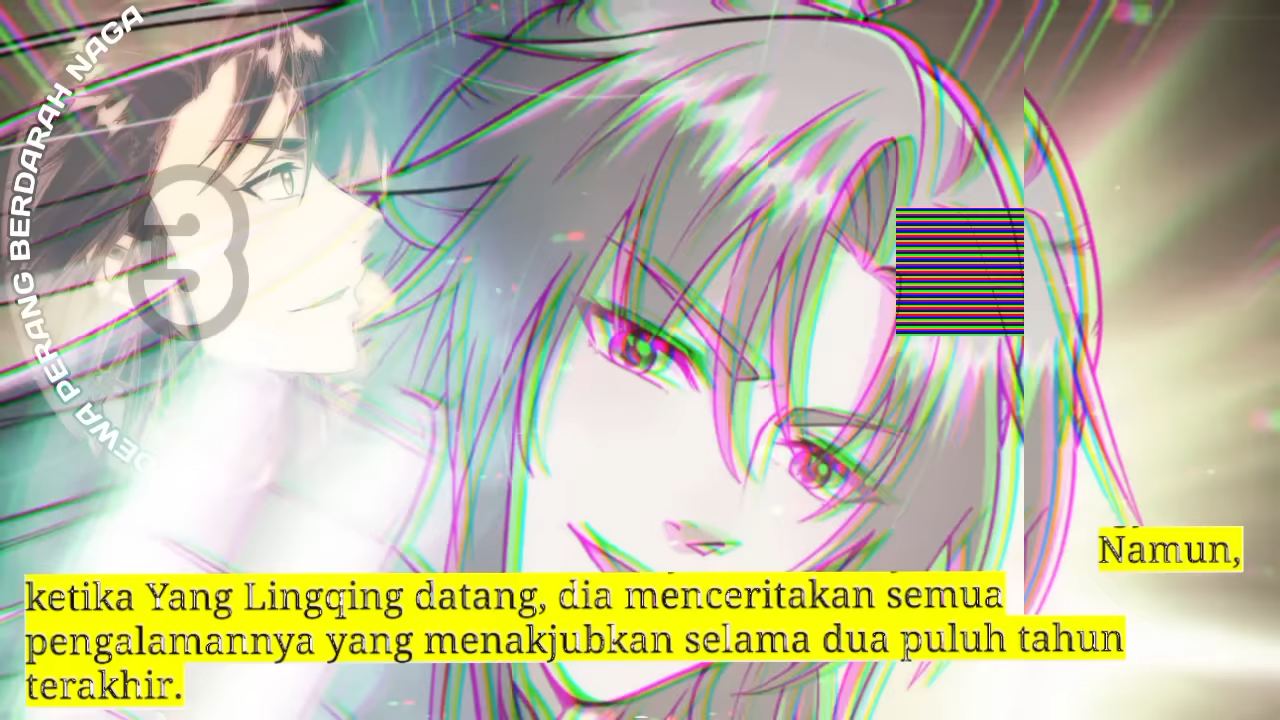 DEWA PERANG BERDARAH NAGA
3
Namun,
ketika Yang Lingqing datang, dia menceritakan semua
pengalamannya yang menakjubkan selama dua puluh tahun
terakhir.